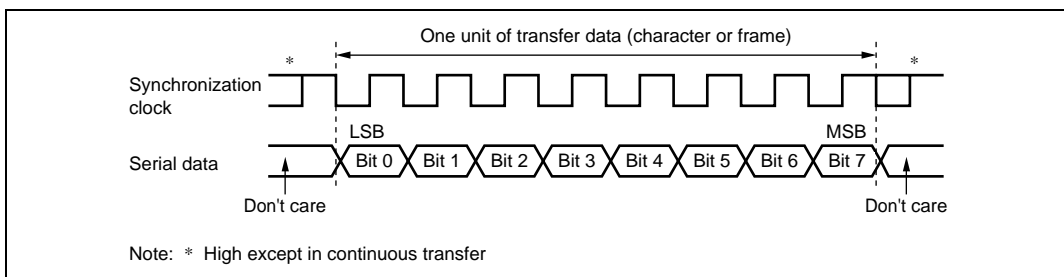 One unit of transfer data (character or frame)
* *
Synchronization
clock
LSB MSB
Serial data Bit 0 Bit 1 Bit 2 Bit 3 Bit 4 Bit 5 Bit 6 Bit 7
Don't care Don't care
Note: * High except in continuous transfer